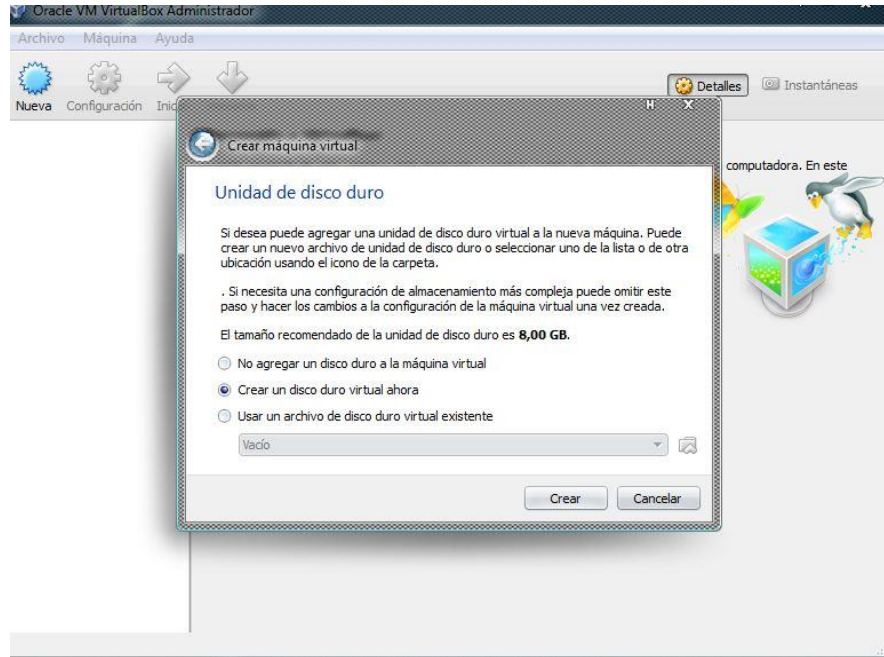 Oracle VM VirtualBox Administrador
Archivo Máquina Ayuda
Nueva Configuración
Detalles Instantáneas
computadora. En este
Crear máquina virtual
Unidad de disco duro
Si desea puede agregar una unidad de disco duro virtual a la nueva máquina. Puede
crear un nuevo archivo de unidad de disco duro o seleccionar uno de la lista o de otra
ubicación usando el icono de la carpeta.
. Si necesita una configuración de almacenamiento más compleja puede omitir este
paso y hacer los cambios a la configuración de la máquina virtual una vez creada.
El tamaño recomendado de la unidad de disco duro es 8,00 GB.
No agregar un disco duro a la máquina virtual
Crear un disco duro virtual ahora
Usar un archivo de disco duro virtual existente
Vacío
Crear Cancelar